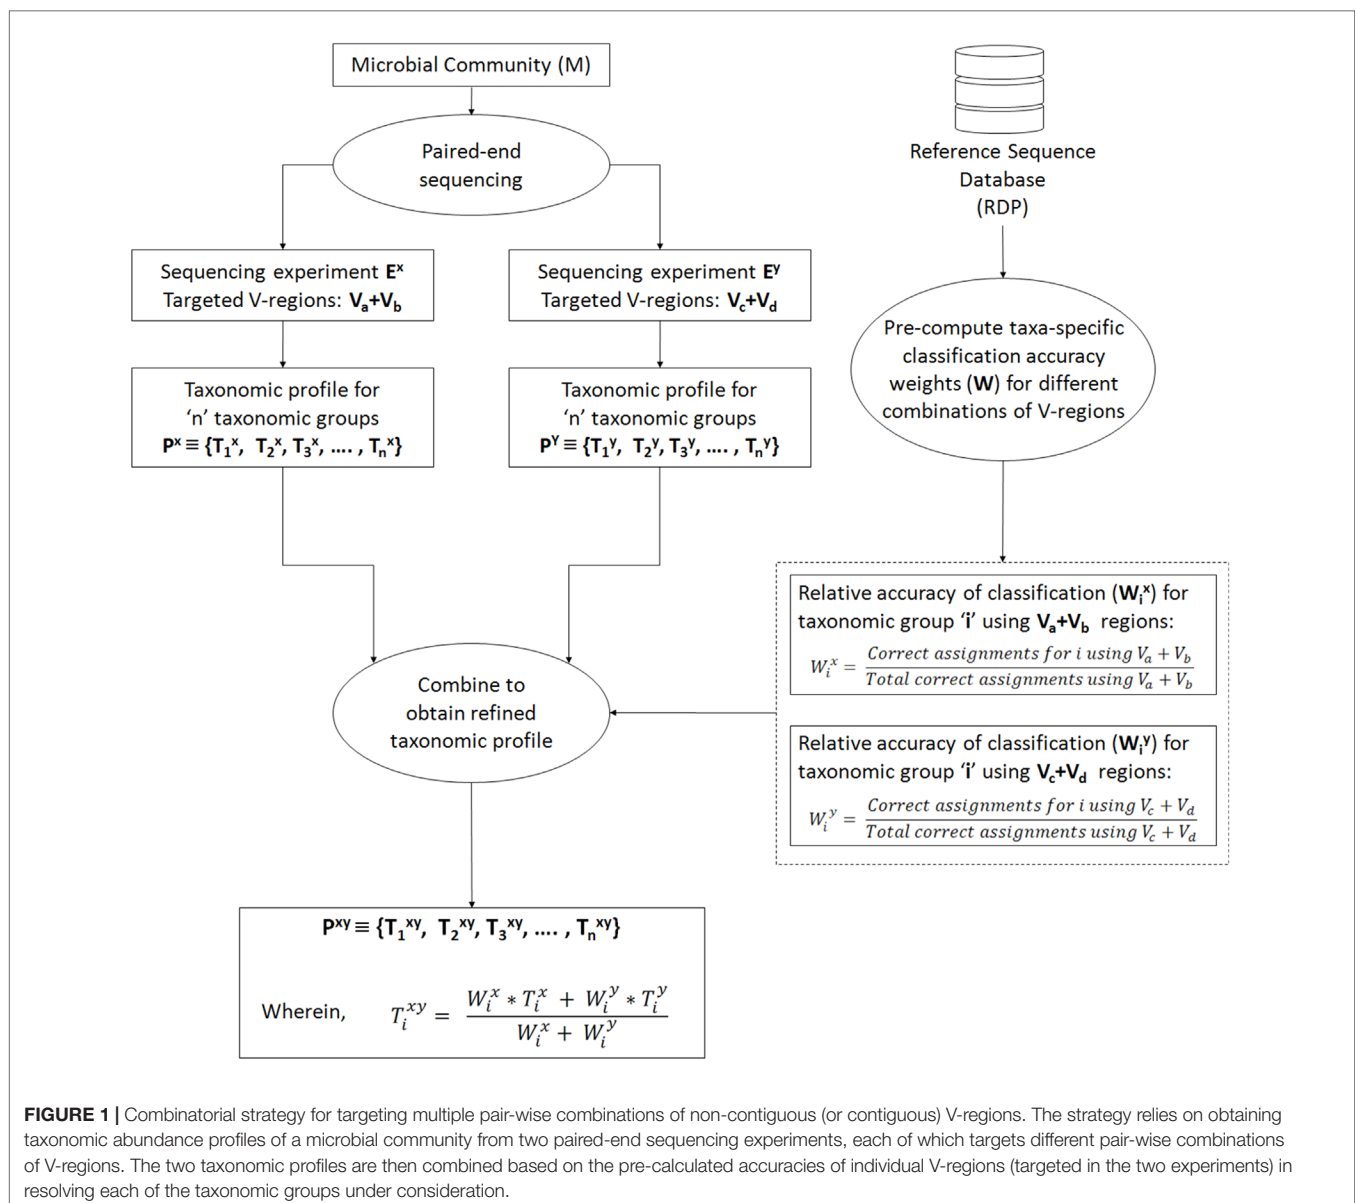 Microbial Community (M)
Paired-end
sequencing
Sequencing experiment Eˣ
Targeted V-regions: Vₐ+V_b
Taxonomic profile for
‘n’ taxonomic groups
Pˣ ≡ {T₁ˣ, T₂ˣ, T₃ˣ, .... , Tₙˣ}
Sequencing experiment Eʸ
Targeted V-regions: V_c+V_d
Taxonomic profile for
‘n’ taxonomic groups
P^Y ≡ {T₁ʸ, T₂ʸ, T₃ʸ, .... , Tₙʸ}
Reference Sequence
Database
(RDP)
Pre-compute taxa-specific
classification accuracy
weights (W) for different
combinations of V-regions
Relative accuracy of classification (Wᵢˣ) for
taxonomic group ‘i’ using Vₐ+V_b regions:
Wᵢˣ = Correct assignments for i using Vₐ + V_b
Total correct assignments using Vₐ + V_b
Relative accuracy of classification (Wᵢʸ) for
taxonomic group ‘i’ using V_c+V_d regions:
Wᵢʸ = Correct assignments for i using V_c + V_d
Total correct assignments using V_c + V_d
Combine to
obtain refined
taxonomic profile
Pˣʸ ≡ {T₁ˣʸ, T₂ˣʸ, T₃ˣʸ, .... , Tₙˣʸ}
Wherein, Tᵢˣʸ = Wᵢˣ * Tᵢˣ + Wᵢʸ * Tᵢʸ
Wᵢˣ + Wᵢʸ
FIGURE 1 | Combinatorial strategy for targeting multiple pair-wise combinations of non-contiguous (or contiguous) V-regions. The strategy relies on obtaining
taxonomic abundance profiles of a microbial community from two paired-end sequencing experiments, each of which targets different pair-wise combinations
of V-regions. The two taxonomic profiles are then combined based on the pre-calculated accuracies of individual V-regions (targeted in the two experiments) in
resolving each of the taxonomic groups under consideration.